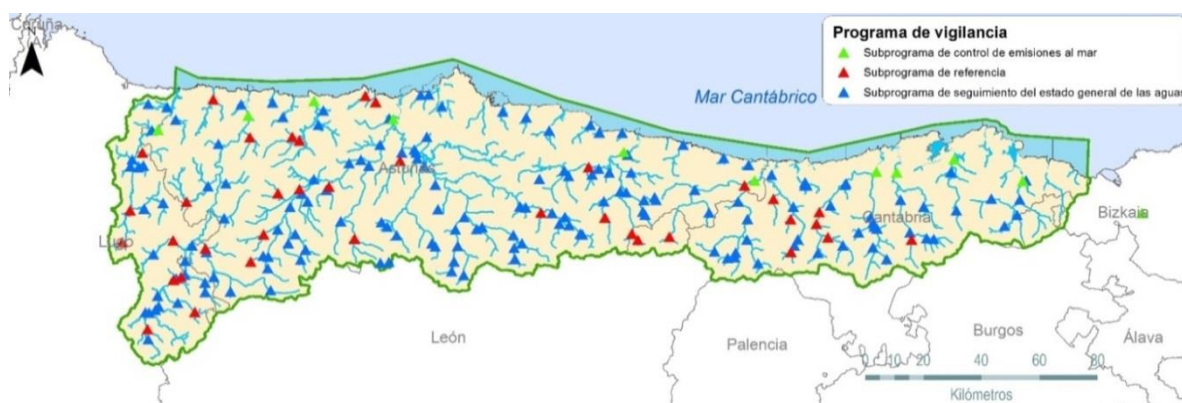 Coruña
N
Programa de vigilancia
Subprograma de control de emisiones al mar
Subprograma de referencia
Subprograma de seguimiento del estado general de las aguas
Mar Cantábrico
Asturias
Cantabria
Bizkaia
Lugo
León
Palencia
Burgos
Álava
0 5 10 20 40 60 80
Kilómetros